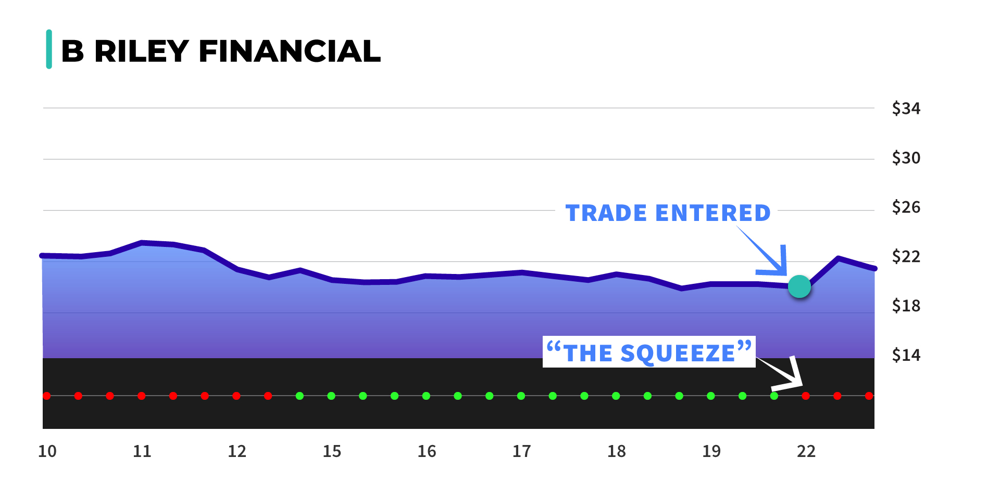 B RILEY FINANCIAL
$34
$30
$26
TRADE ENTERED
$22
$18
“THE SQUEEZE”
$14
10 11 12 15 16 17 18 19 22